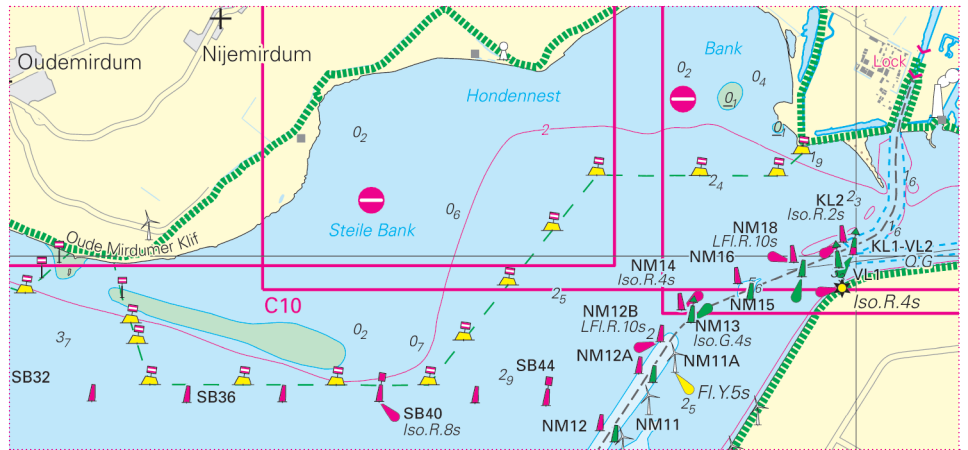 Oudemirdum
Nijemirdum
Hondennest
Bank
Lock
0₂
0₂
0₄
0₁
0₁
2
1₉
2₄
1₆
0₆
Steile Bank
Oude Mirdumer Klif
KL2
Iso.R.2s
2₃
NM18
LFl.R.10s
NM16
KL1-VL2
Q.G
VL1
Iso.R.4s
NM14
Iso.R.4s
NM15
C10
2₅
NM12B
LFl.R.10s
2
NM13
Iso.G.4s
3₇
0₂
0₇
NM12A
NM11A
Fl.Y.5s
SB32
SB36
SB40
Iso.R.8s
2₉
SB44
2₅
NM12
NM11